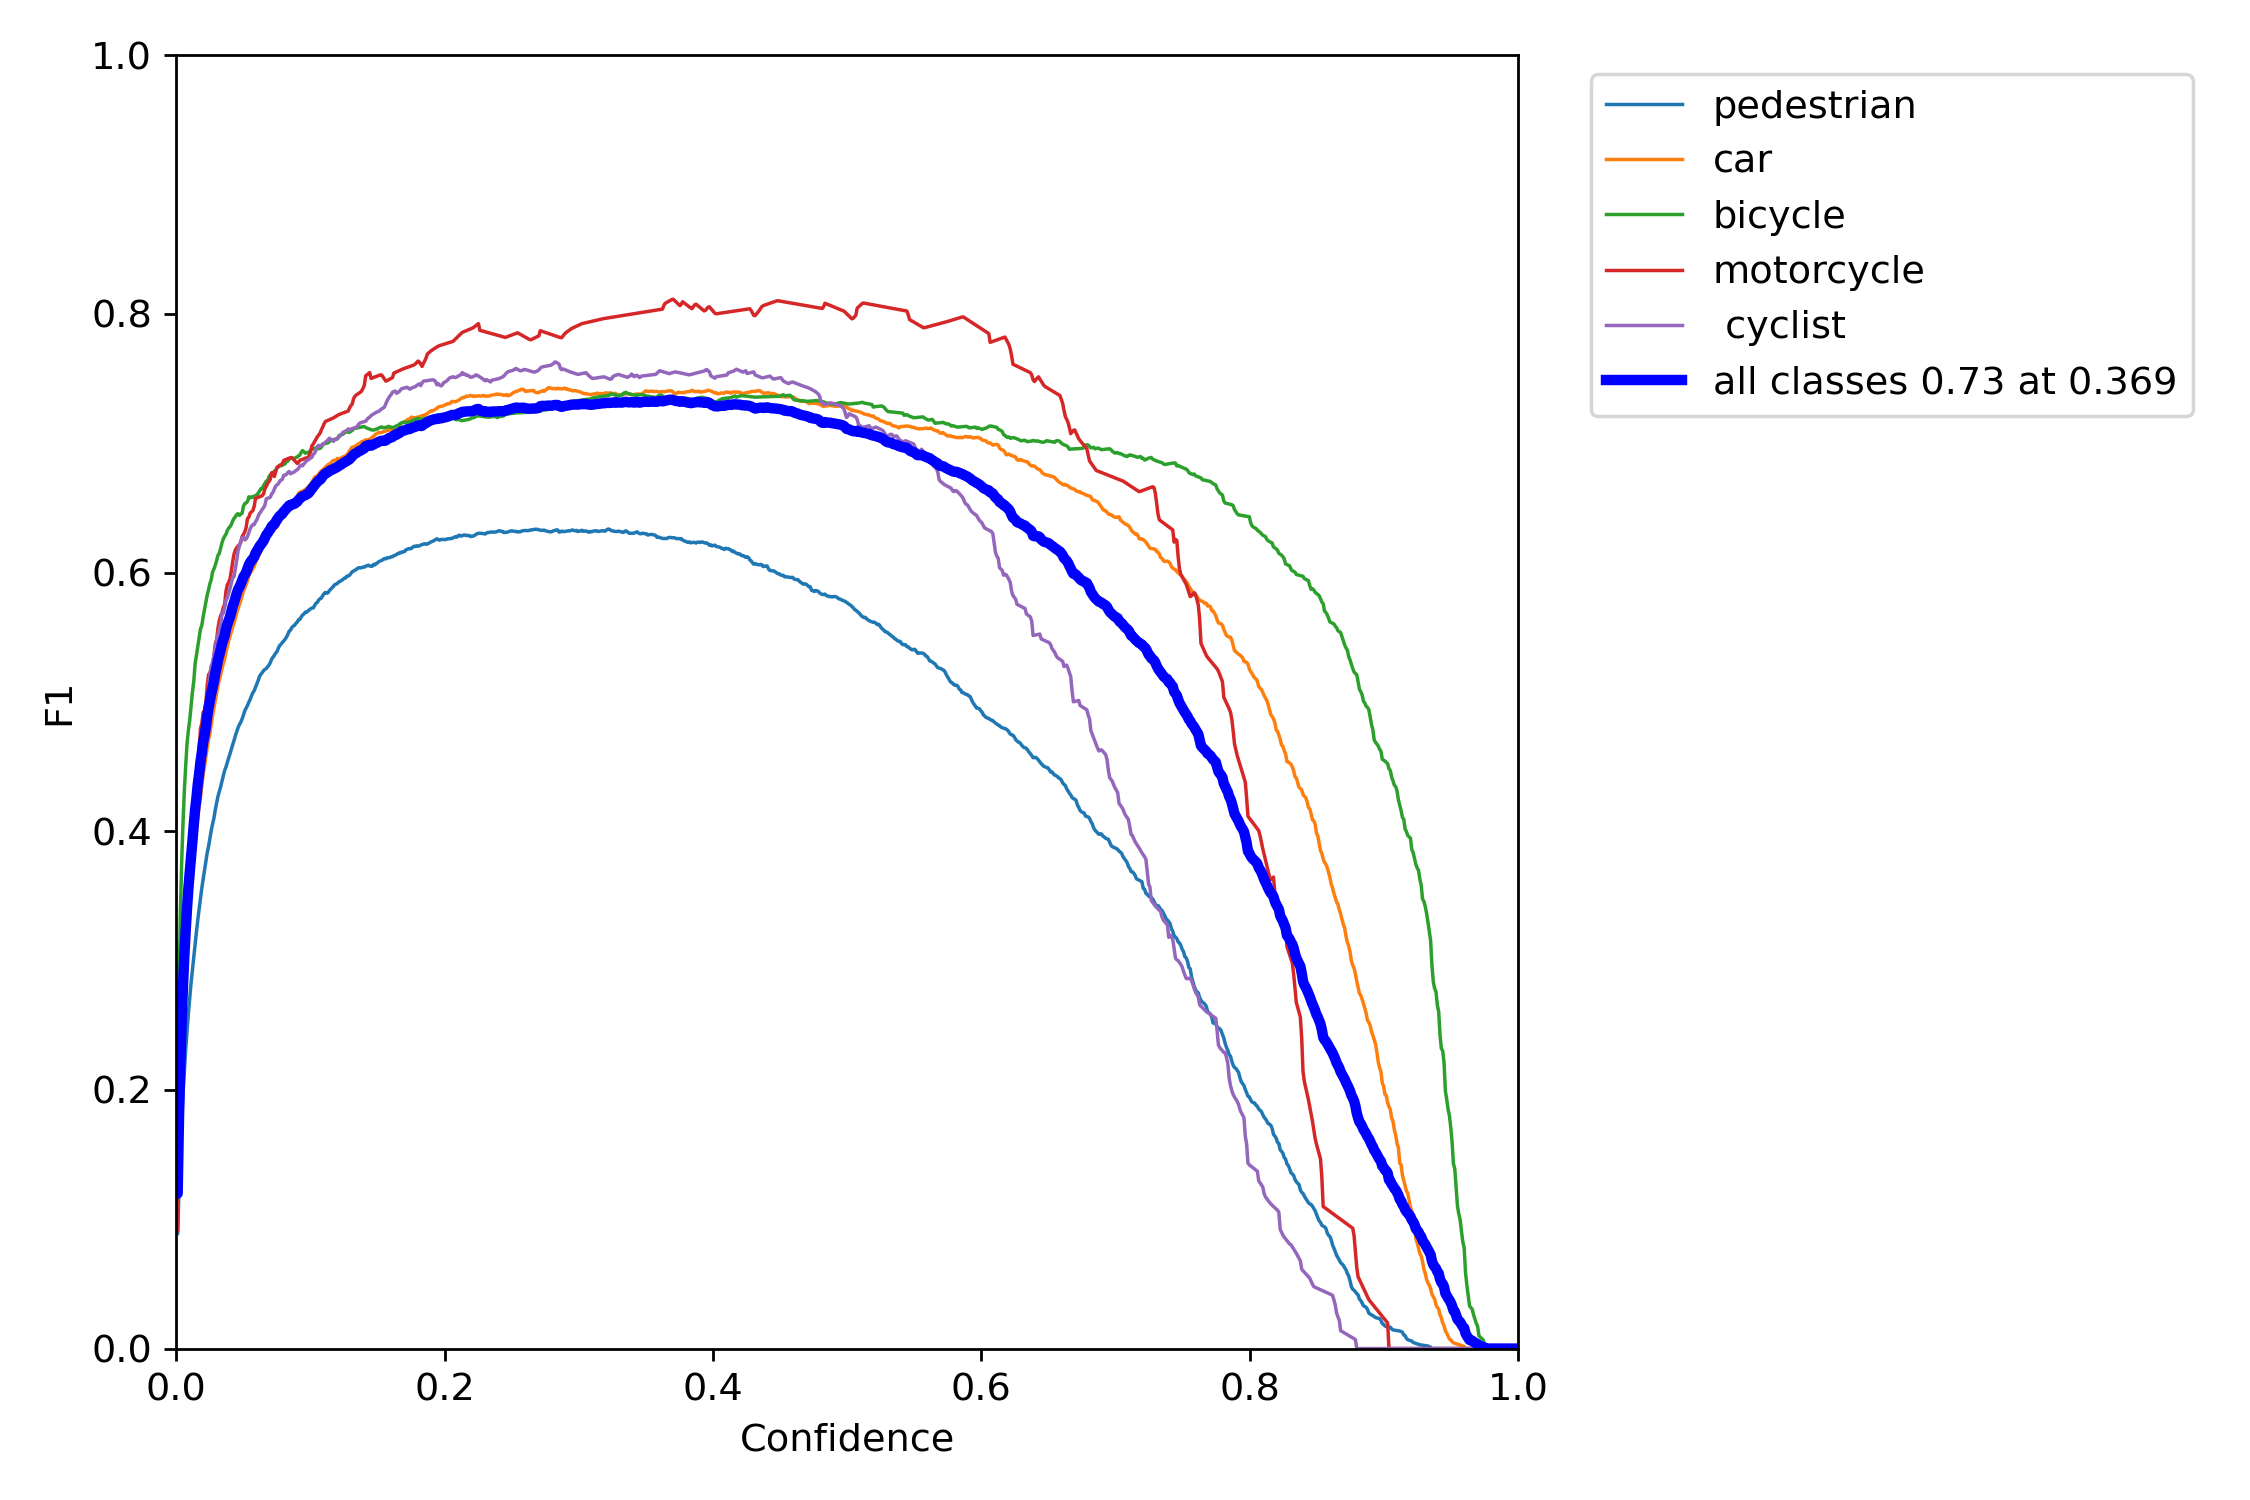 1.0
0.8
0.6
0.4
0.2
0.0
F1
0.0 0.2 0.4 0.6 0.8 1.0
Confidence
pedestrian
car
bicycle
motorcycle
cyclist
all classes 0.73 at 0.369